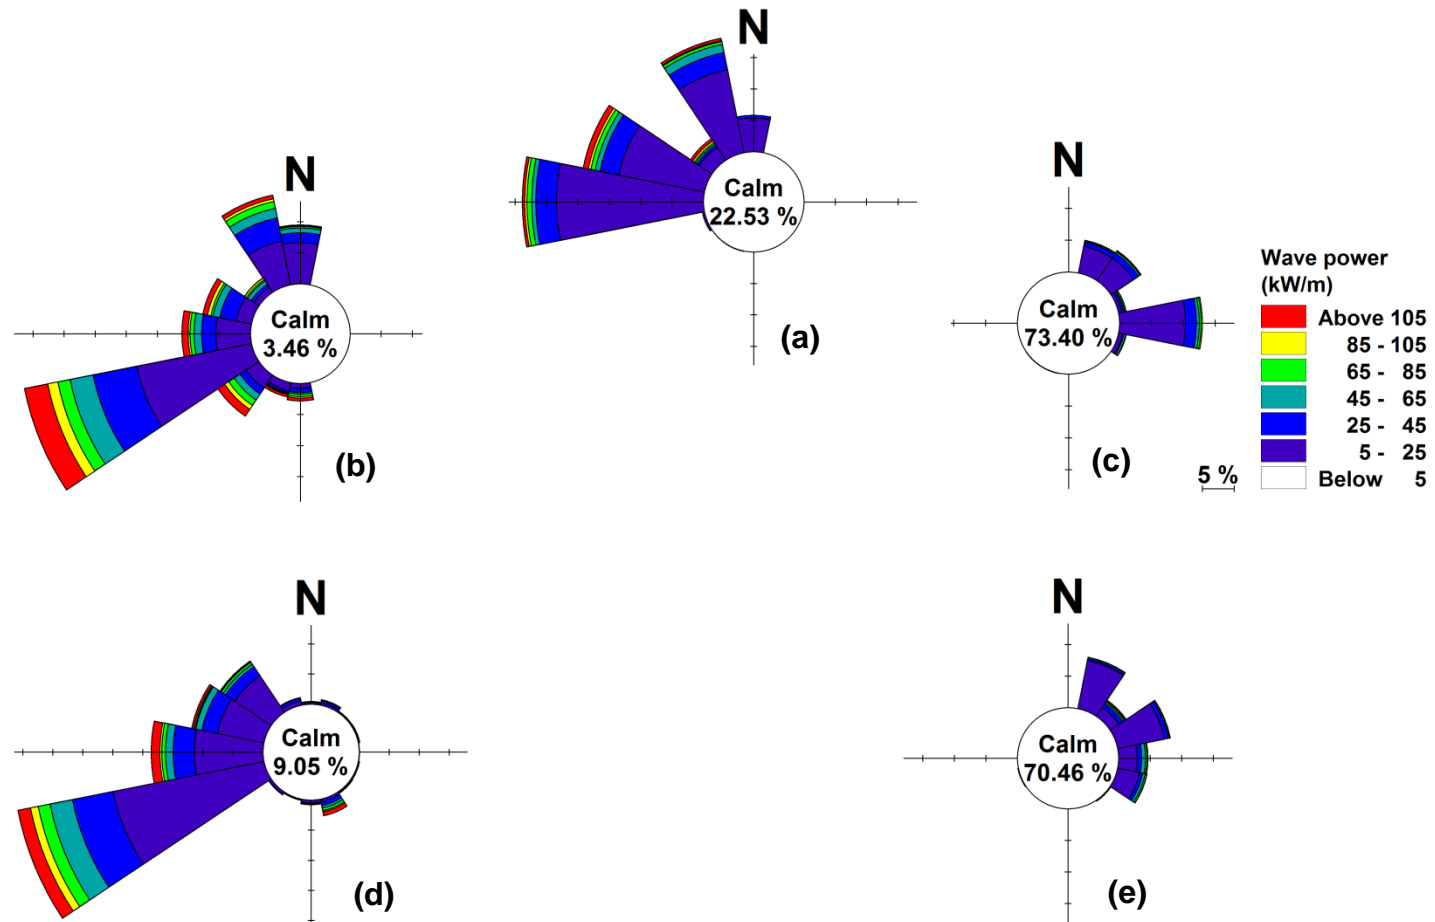 N
Calm
22.53 %
(a)
N
Calm
3.46 %
(b)
N
Calm
73.40 %
(c)
5 %
Wave power
(kW/m)
Above 105
85 - 105
65 - 85
45 - 65
25 - 45
5 - 25
Below 5
N
Calm
9.05 %
(d)
N
Calm
70.46 %
(e)